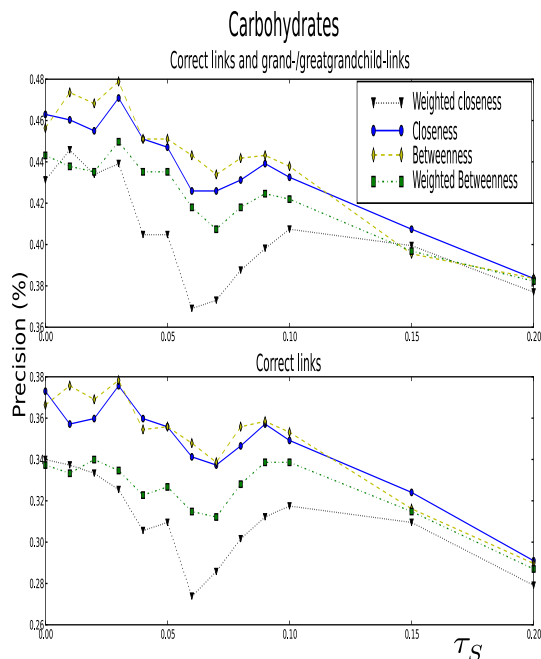 Carbohydrates
Correct links and grand-/greatgrandchild-links
0.48
0.46
0.44
0.42
0.40
0.38
0.36
Weighted closeness
Closeness
Betweenness
Weighted Betweenness
0.00 0.05 0.10 0.15 0.20
Precision (%)
Correct links
0.38
0.36
0.34
0.32
0.30
0.28
0.26
0.00 0.05 0.10 0.15 0.20
τ_S